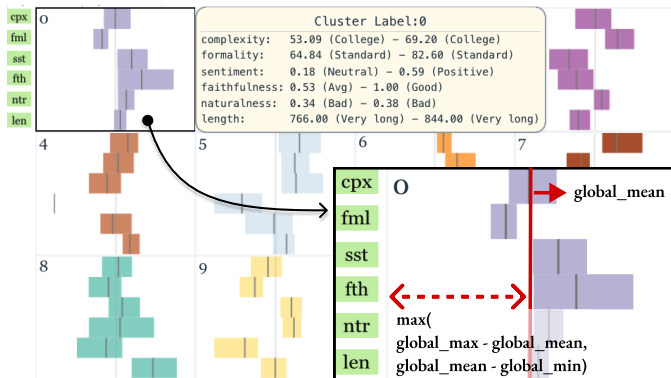 cpx
fml
sst
fth
ntr
len
0
Cluster Label:0
complexity: 53.09 (College) - 69.20 (College)
formality: 64.84 (Standard) - 82.60 (Standard)
sentiment: 0.18 (Neutral) - 0.59 (Positive)
faithfulness: 0.53 (Avg) - 1.00 (Good)
naturalness: 0.34 (Bad) - 0.38 (Bad)
length: 766.00 (Very long) - 844.00 (Very long)
4
5
6
7
8
9
cpx
fml
sst
fth
ntr
len
0
global_mean
max(
global_max - global_mean,
global_mean - global_min)